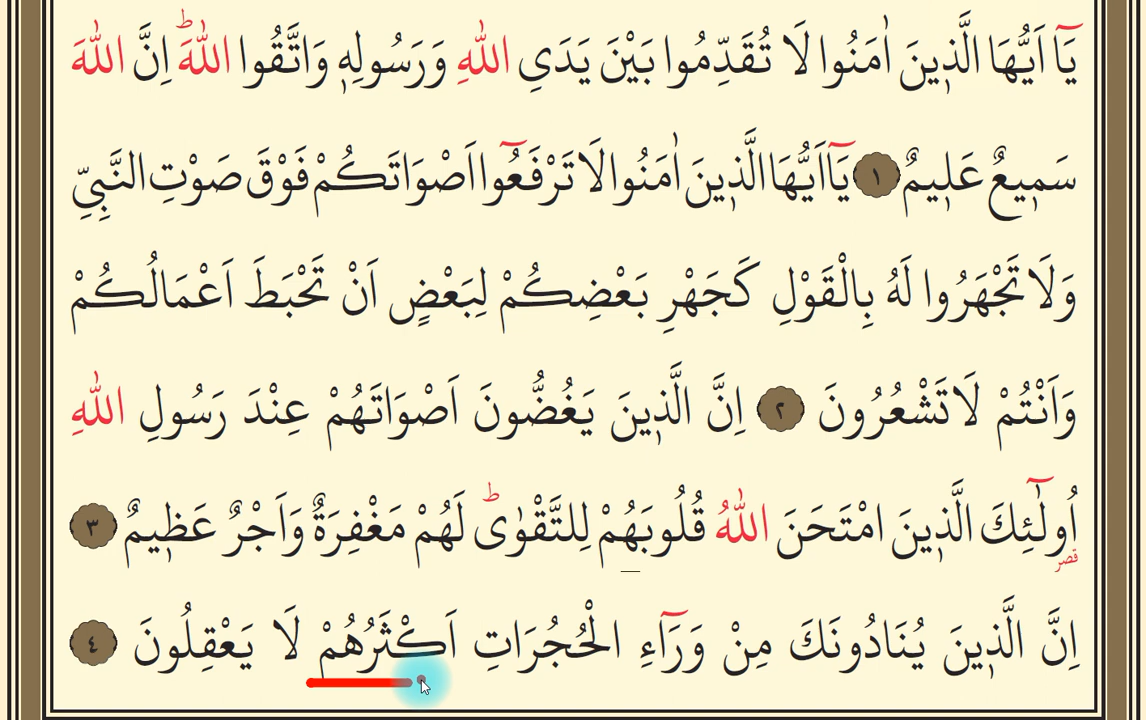 يَٓا اَيُّهَا الَّذ۪ينَ اٰمَنُوا لَا تُقَدِّمُوا بَيْنَ يَدَيِ اللّٰهِ وَرَسُولِه۪ وَاتَّقُوا اللّٰهَۜ اِنَّ اللّٰهَ
سَم۪يعٌ عَل۪يمٌ ١ يَٓا اَيُّهَا الَّذ۪ينَ اٰمَنُوا لَا تَرْفَعُٓوا اَصْوَاتَكُمْ فَوْقَ صَوْتِ النَّبِيِّ
وَلَا تَجْهَرُوا لَهُ بِالْقَوْلِ كَجَهْرِ بَعْضِكُمْ لِبَعْضٍ اَنْ تَحْبَطَ اَعْمَالُكُمْ
وَاَنْتُمْ لَا تَشْعُرُونَ ٢ اِنَّ الَّذ۪ينَ يَغُضُّونَ اَصْوَاتَهُمْ عِنْدَ رَسُولِ اللّٰهِ
اُو۬لٰٓئِكَ الَّذ۪ينَ امْتَحَنَ اللّٰهُ قُلُوبَهُمْ لِلتَّقْوٰىۜ لَهُمْ مَغْفِرَةٌ وَاَجْرٌ عَظ۪يمٌ ٣
قصر
اِنَّ الَّذ۪ينَ يُنَادُونَكَ مِنْ وَرَٓاءِ الْحُجُرَاتِ اَكْثَرُهُمْ لَا يَعْقِلُونَ ٤